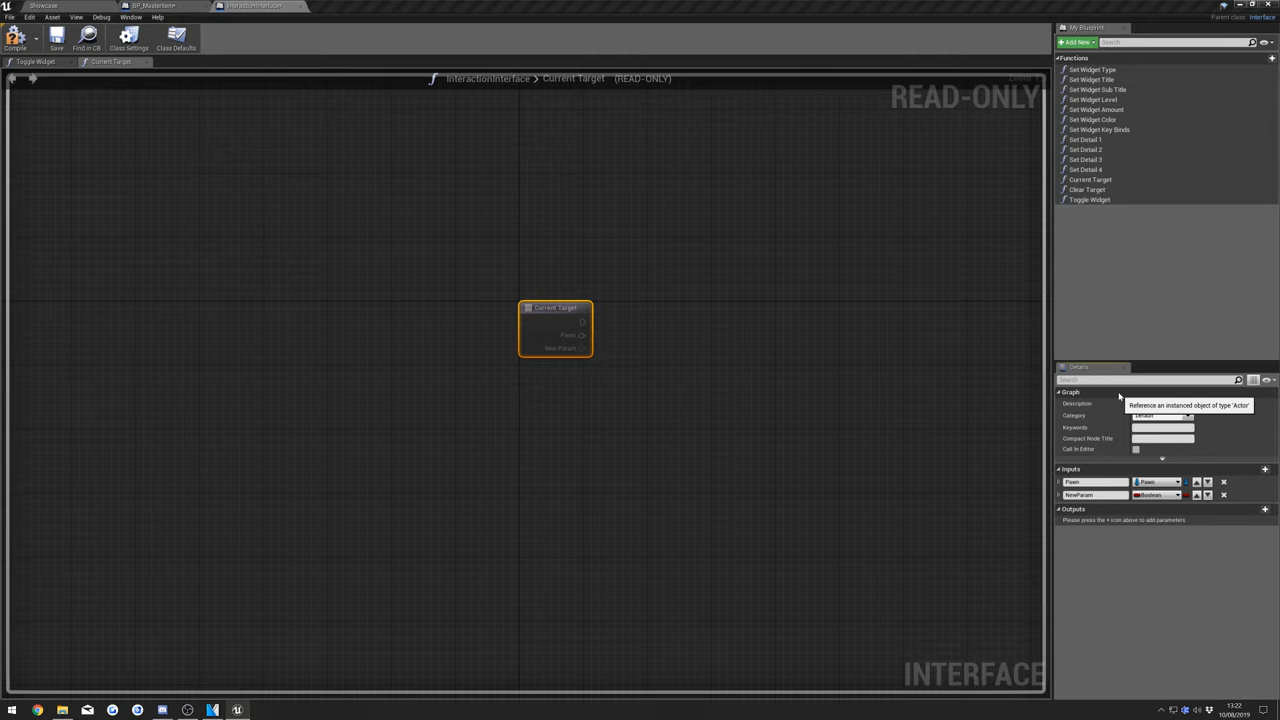 Showcase
BP_MasterItem*
InteractionInterface*
File
Edit
Asset
View
Debug
Window
Help
Parent class: Interface
Compile
Save
Find in CB
Class Settings
Class Defaults
Toggle Widget
Current Target
InteractionInterface > Current Target (READ-ONLY)
READ-ONLY
Current Target
Pawn
New Param
INTERFACE
My Blueprint
+ Add New
Search
Functions
Set Widget Type
Set Widget Title
Set Widget Sub Title
Set Widget Level
Set Widget Amount
Set Widget Color
Set Widget Key Binds
Set Detail 1
Set Detail 2
Set Detail 3
Set Detail 4
Current Target
Clear Target
Toggle Widget
Details
Search
Graph
Description
Reference an instanced object of type 'Actor'
Category
Default
Keywords
Compact Node Title
Call In Editor
Inputs
Pawn
Pawn
NewParam
Boolean
Outputs
Please press the + icon above to add parameters
13:22
10/08/2019